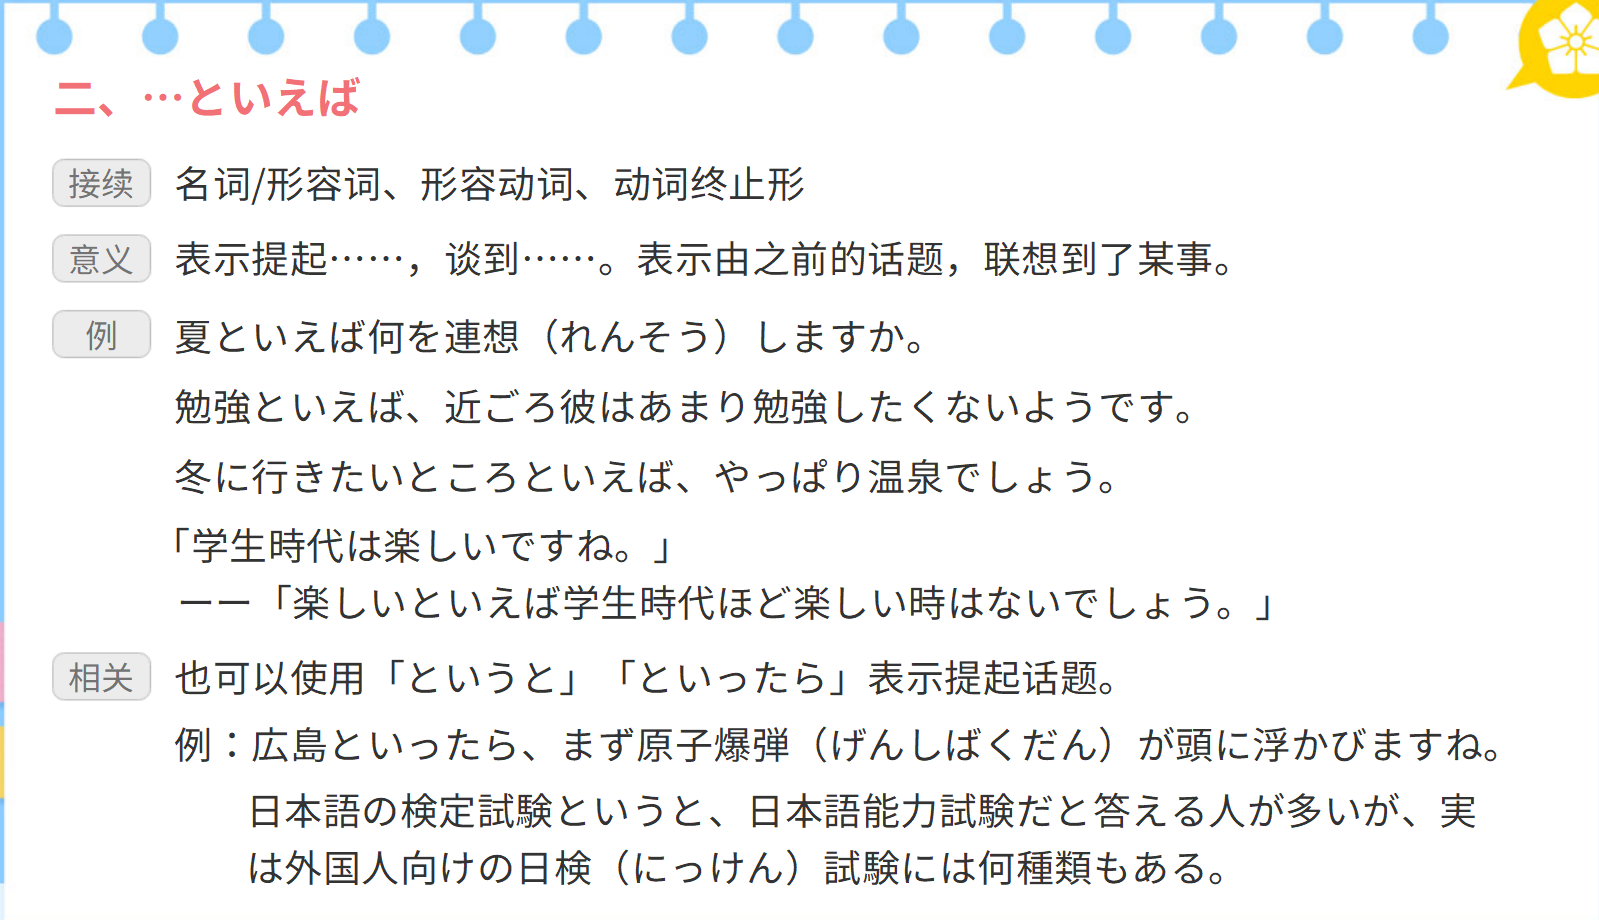 二、…といえば
接续 名词/形容词、形容动词、动词终止形
意义 表示提起……，谈到……。表示由之前的话题，联想到了某事。
例 夏といえば何を連想（れんそう）しますか。
勉強といえば、近ごろ彼はあまり勉強したくないようです。
冬に行きたいところといえば、やっぱり温泉でしょう。
「学生時代は楽しいですね。」
ーー「楽しいといえば学生時代ほど楽しい時はないでしょう。」
相关 也可以使用「というと」「といったら」表示提起话题。
例：広島といったら、まず原子爆弾（げんしばくだん）が頭に浮かびますね。
日本語の検定試験というと、日本語能力試験だと答える人が多いが、実
は外国人向けの日検（にっけん）試験には何種類もある。